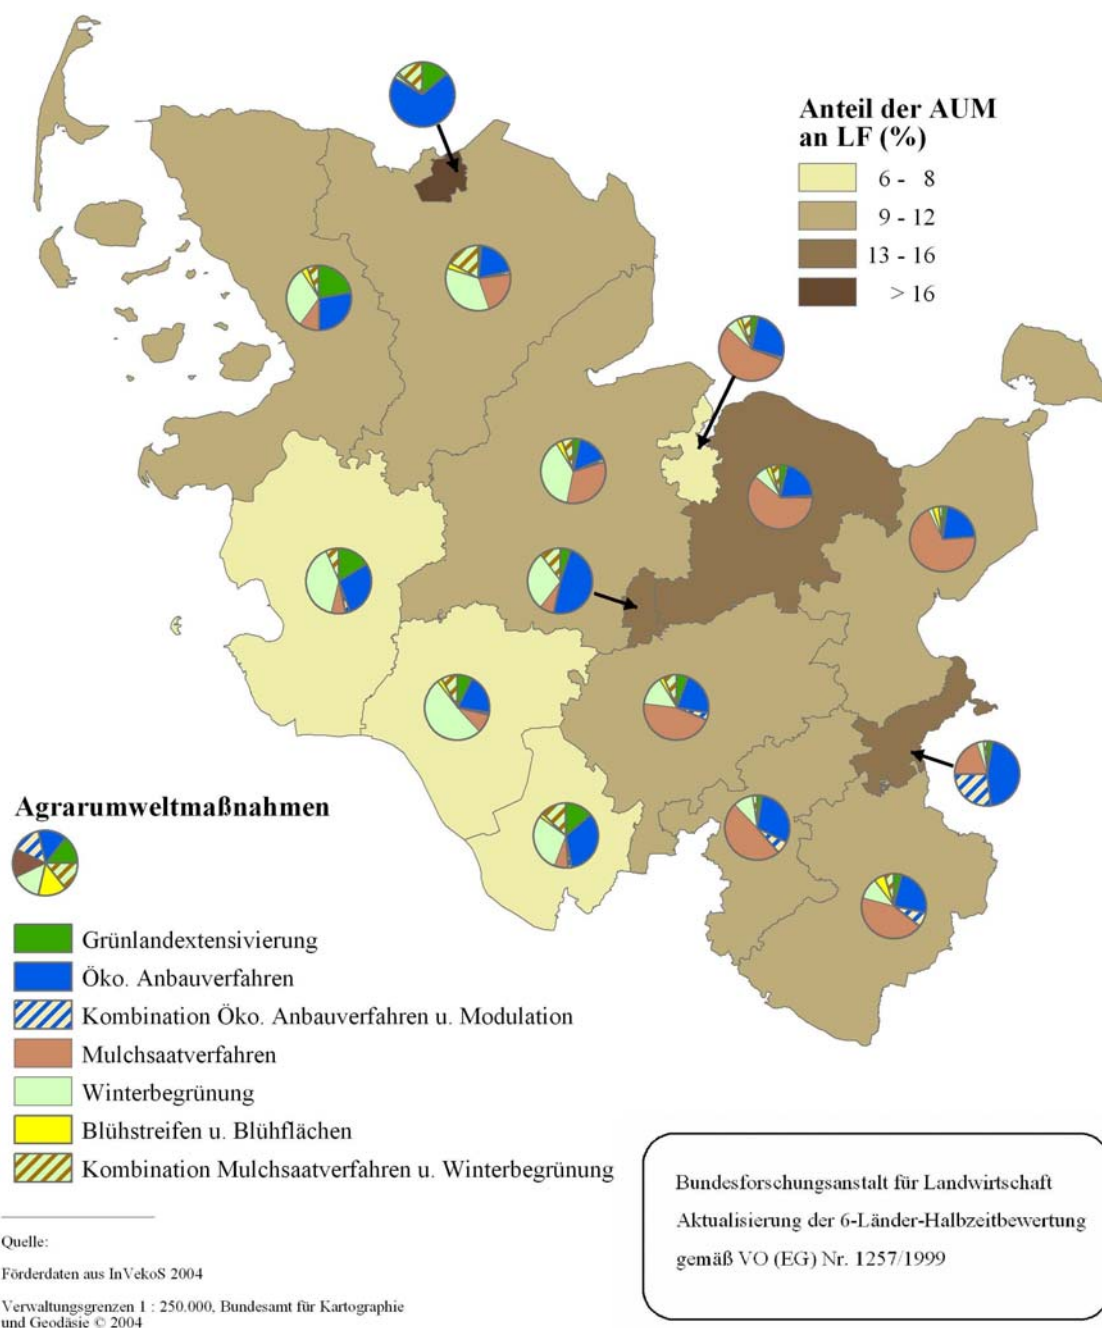 Anteil der AUM
an LF (%)
6 - 8
9 - 12
13 - 16
> 16
Agrarumweltmaßnahmen
Grünlandextensivierung
Öko. Anbauverfahren
Kombination Öko. Anbauverfahren u. Modulation
Mulchsaatverfahren
Winterbegrünung
Blühstreifen u. Blühflächen
Kombination Mulchsaatverfahren u. Winterbegrünung
Quelle:
Förderdaten aus InVekoS 2004
Verwaltungsgrenzen 1 : 250.000, Bundesamt für Kartographie
und Geodäsie © 2004
Bundesforschungsanstalt für Landwirtschaft
Aktualisierung der 6-Länder-Halbzeitbewertung
gemäß VO (EG) Nr. 1257/1999